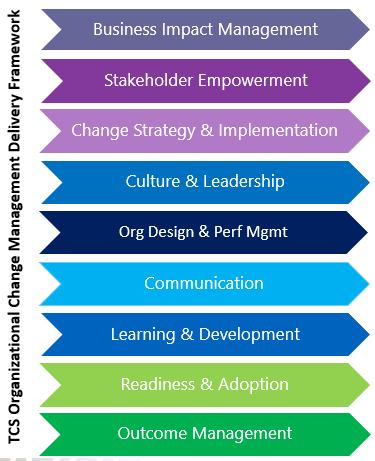 TCS Organizational Change Management Delivery Framework
Business Impact Management
Stakeholder Empowerment
Change Strategy & Implementation
Culture & Leadership
Org Design & Perf Mgmt
Communication
Learning & Development
Readiness & Adoption
Outcome Management